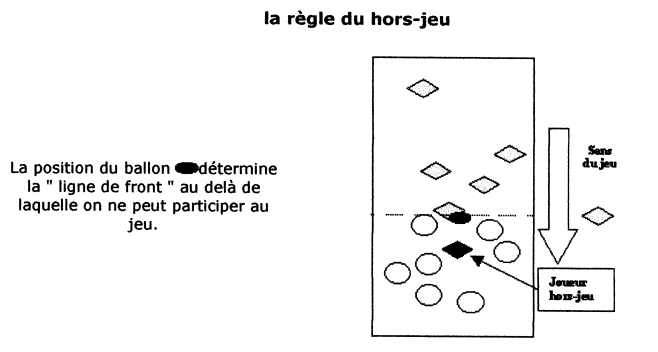 la règle du hors-jeu
La position du ballon détermine
la " ligne de front " au delà de
laquelle on ne peut participer au
jeu.
Sens
du jeu
Joueur
hors-jeu